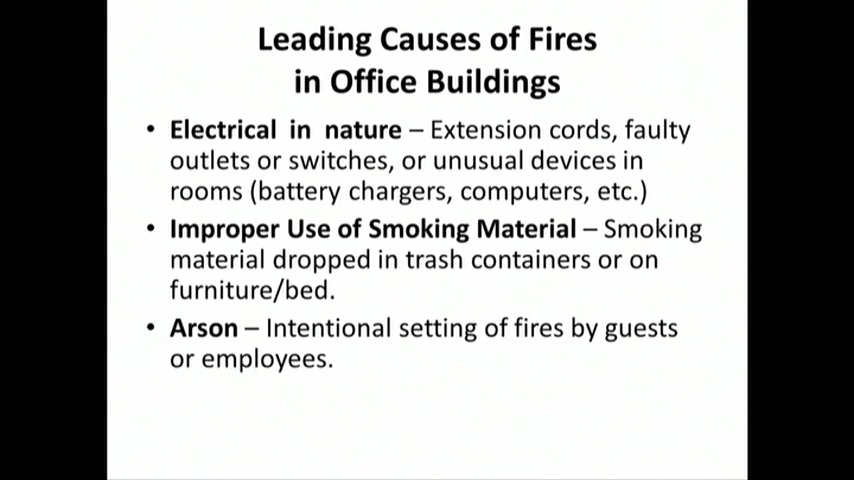 Leading Causes of Fires
in Office Buildings
• Electrical in nature – Extension cords, faulty
outlets or switches, or unusual devices in
rooms (battery chargers, computers, etc.)
• Improper Use of Smoking Material – Smoking
material dropped in trash containers or on
furniture/bed.
• Arson – Intentional setting of fires by guests
or employees.